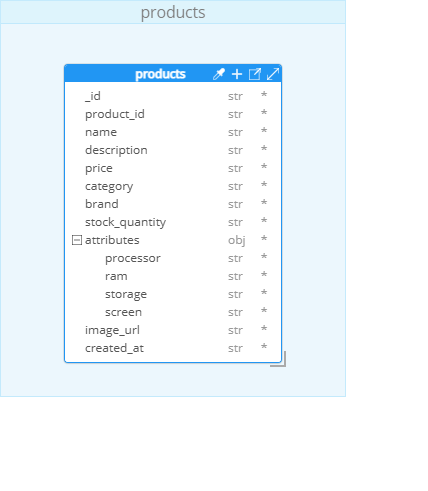 products
products
_id str *
product_id str *
name str *
description str *
price str *
category str *
brand str *
stock_quantity str *
attributes obj *
processor str *
ram str *
storage str *
screen str *
image_url str *
created_at str *